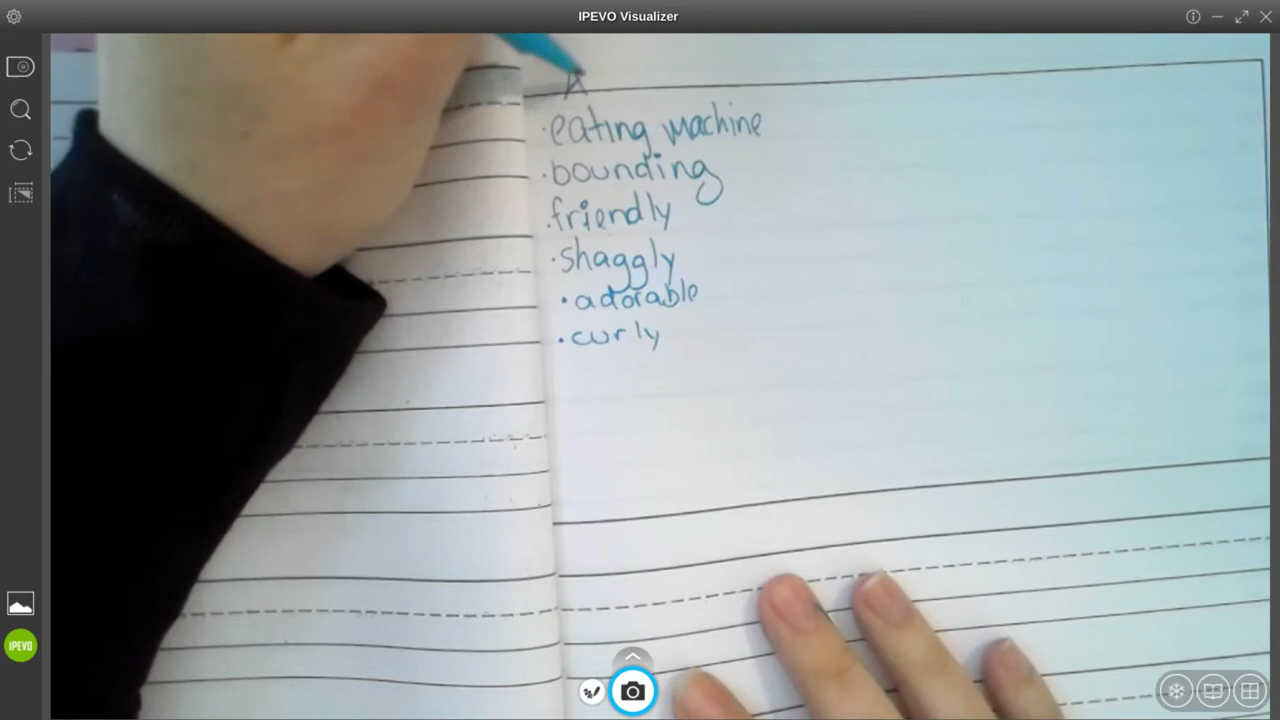 IPEVO Visualizer
A
·eating machine
·bounding
·friendly
·shaggly
·adorable
·curly
IPEVO